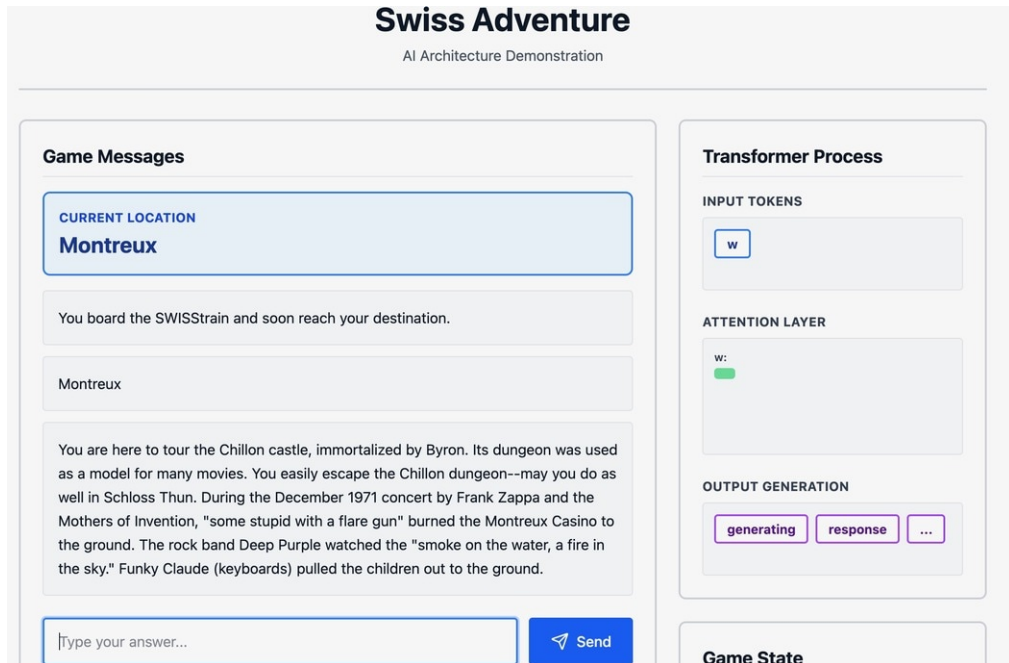 Swiss Adventure
AI Architecture Demonstration
Game Messages
CURRENT LOCATION
Montreux
You board the SWISStrain and soon reach your destination.
Montreux
You are here to tour the Chillon castle, immortalized by Byron. Its dungeon was used
as a model for many movies. You easily escape the Chillon dungeon--may you do as
well in Schloss Thun. During the December 1971 concert by Frank Zappa and the
Mothers of Invention, "some stupid with a flare gun" burned the Montreux Casino to
the ground. The rock band Deep Purple watched the "smoke on the water, a fire in
the sky." Funky Claude (keyboards) pulled the children out to the ground.
Type your answer...
Send
Transformer Process
INPUT TOKENS
w
ATTENTION LAYER
w:
OUTPUT GENERATION
generating response ...
Game State